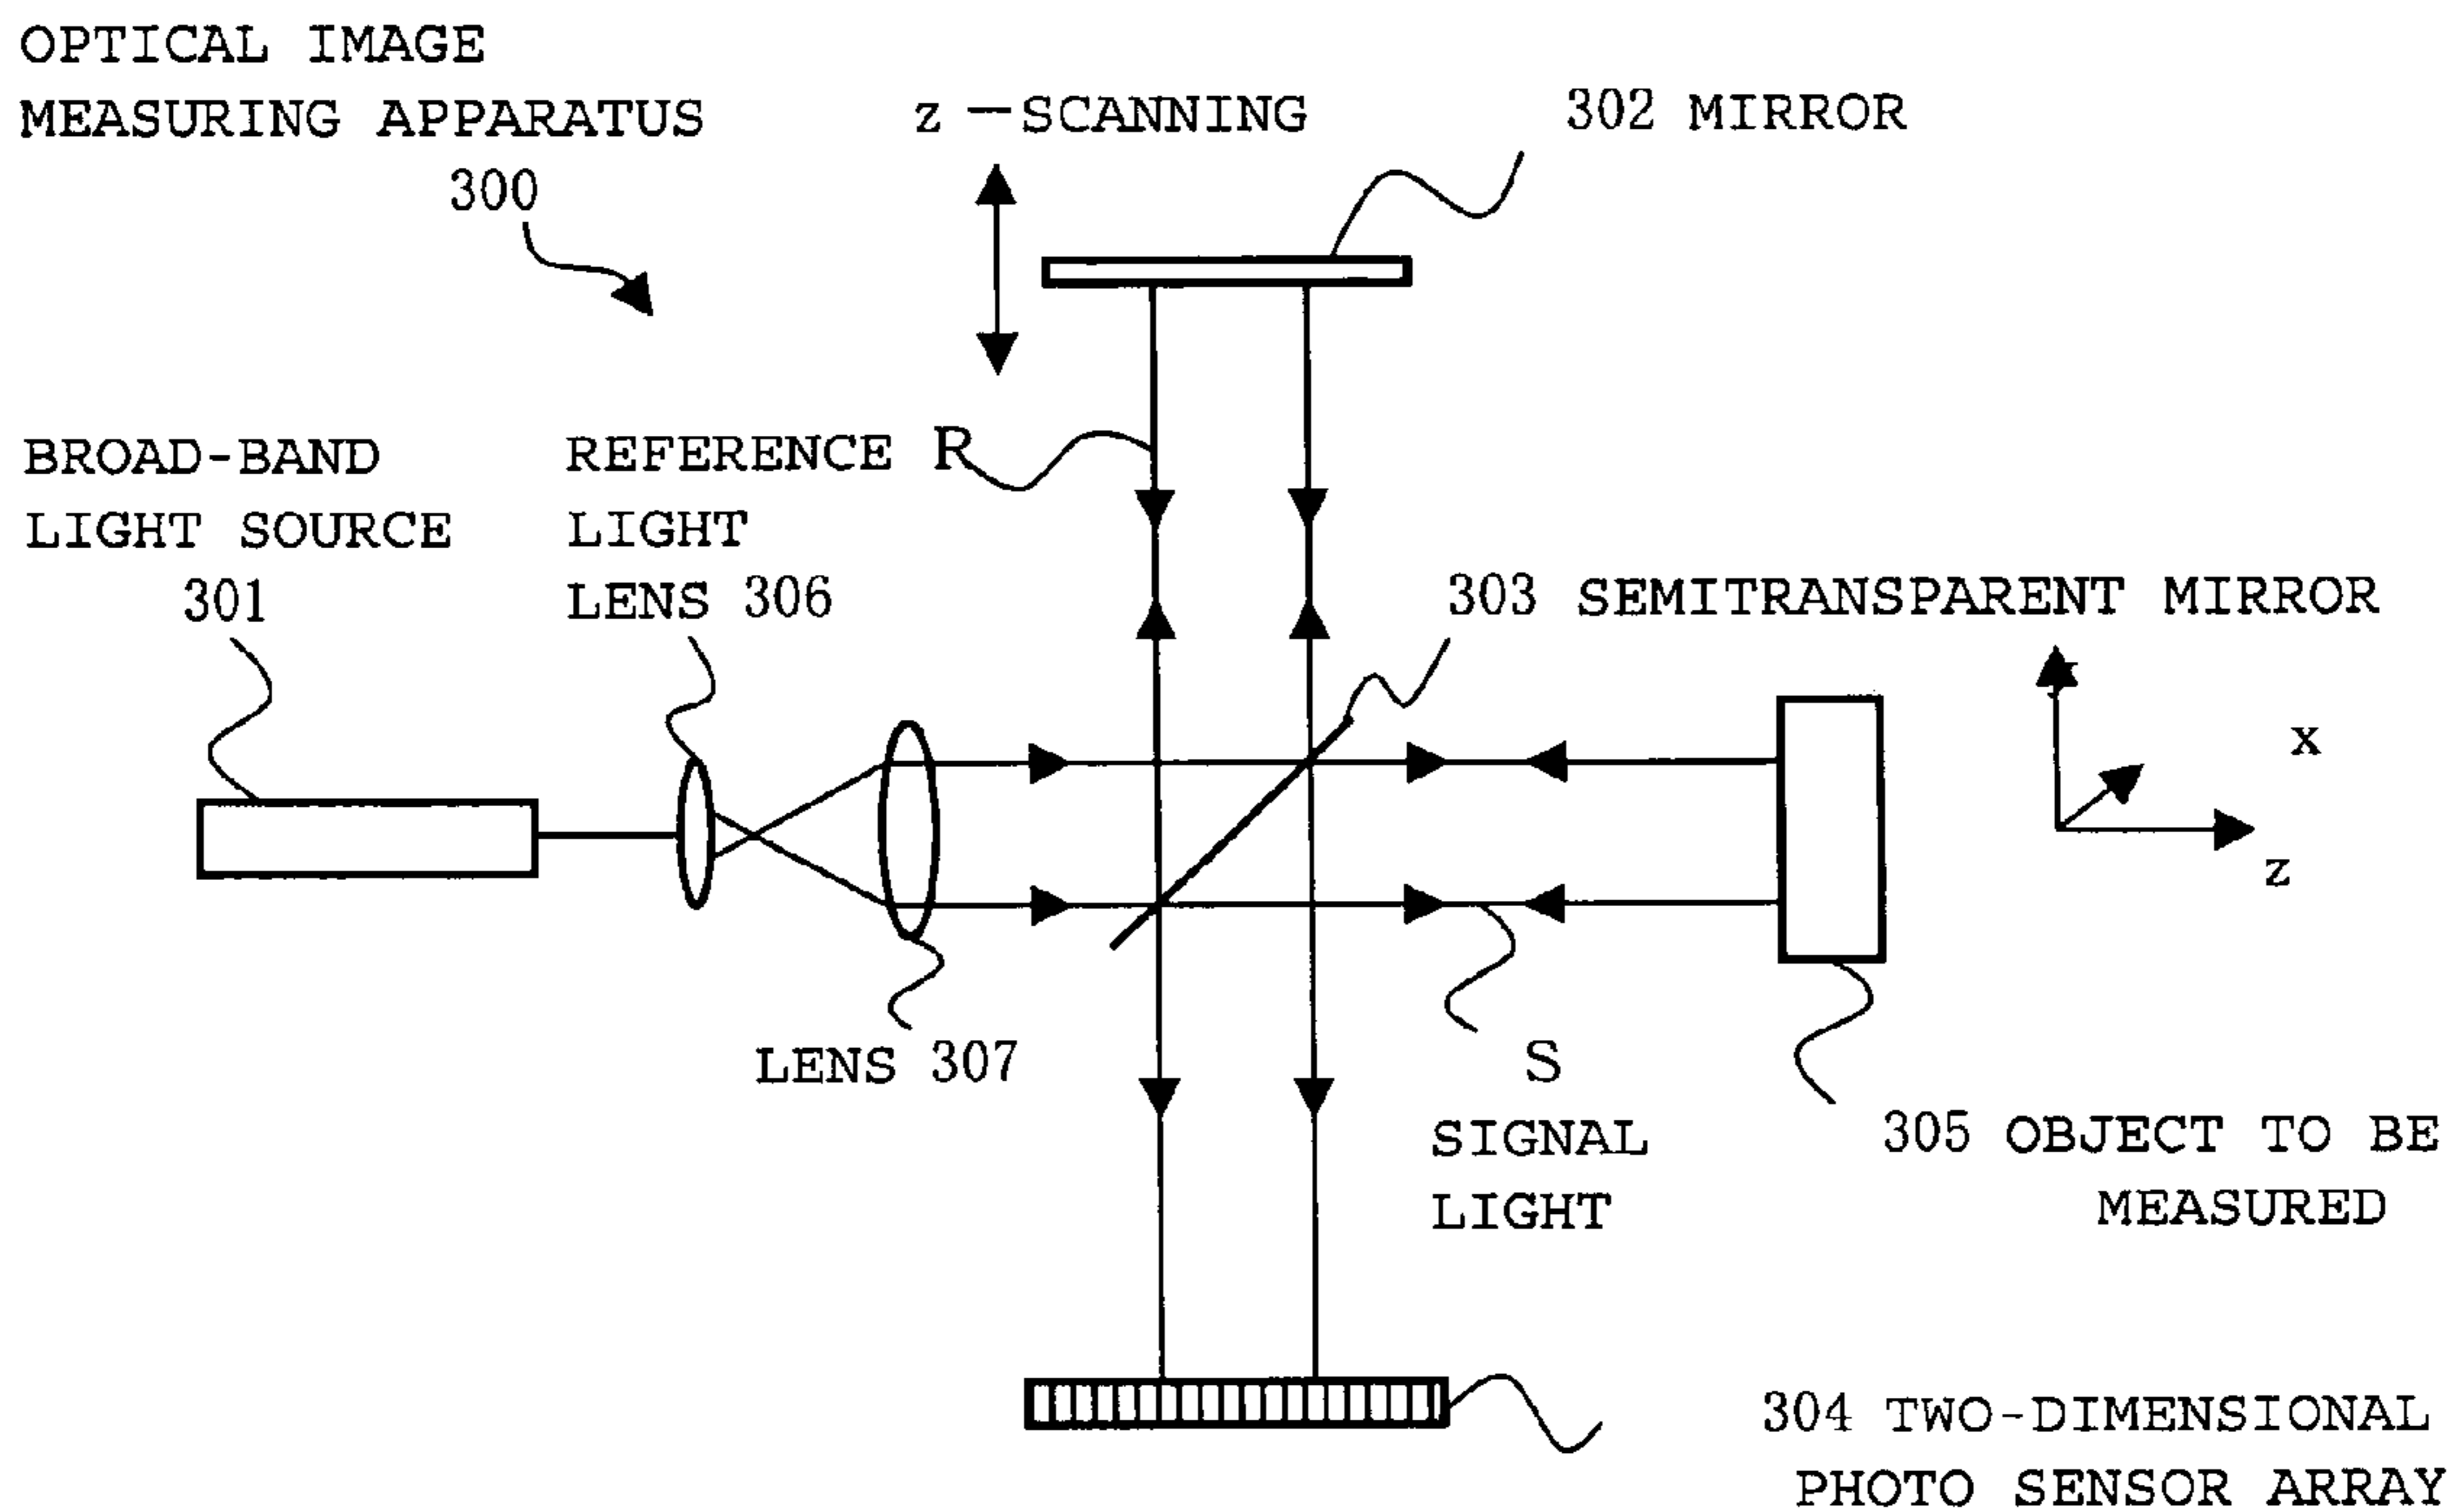 OPTICAL IMAGE
MEASURING APPARATUS
300
z —SCANNING
302 MIRROR
BROAD-BAND
LIGHT SOURCE
301
REFERENCE R
LIGHT
LENS 306
303 SEMITRANSPARENT MIRROR
x
z
LENS 307
S
SIGNAL
LIGHT
305 OBJECT TO BE
MEASURED
304 TWO-DIMENSIONAL
PHOTO SENSOR ARRAY